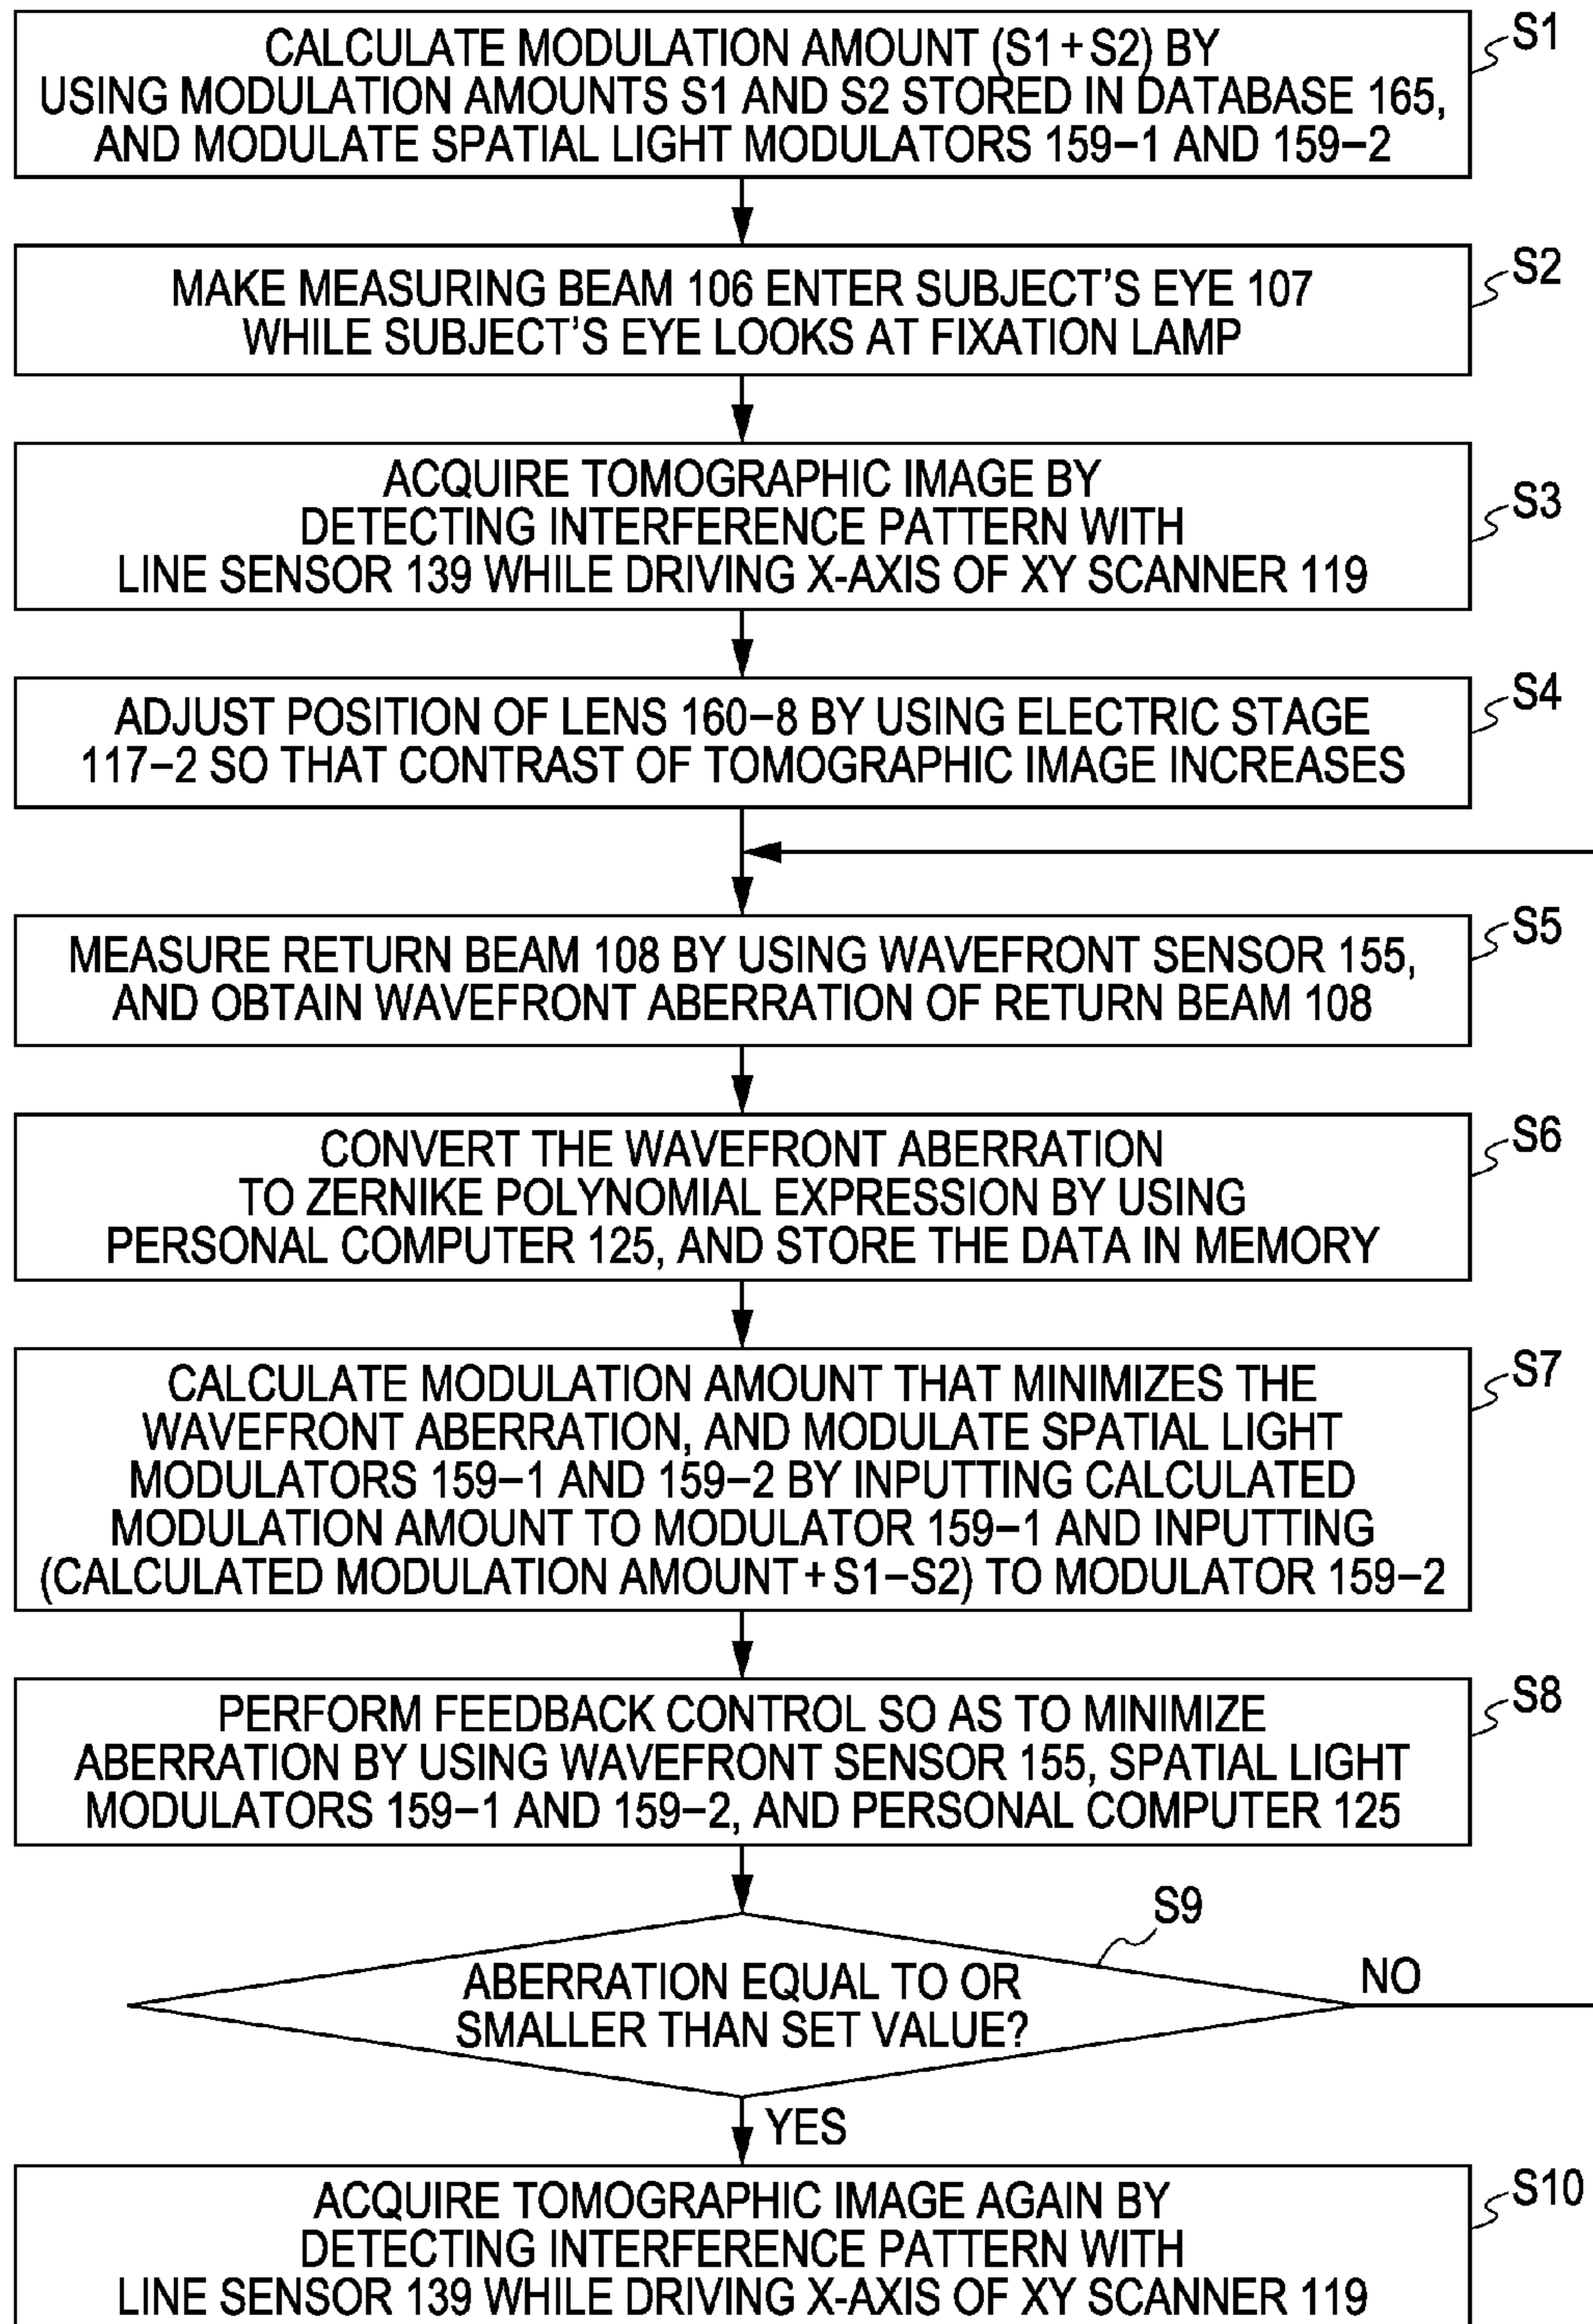 CALCULATE MODULATION AMOUNT (S1+S2) BY
USING MODULATION AMOUNTS S1 AND S2 STORED IN DATABASE 165,
AND MODULATE SPATIAL LIGHT MODULATORS 159-1 AND 159-2
S1
MAKE MEASURING BEAM 106 ENTER SUBJECT'S EYE 107
WHILE SUBJECT'S EYE LOOKS AT FIXATION LAMP
S2
ACQUIRE TOMOGRAPHIC IMAGE BY
DETECTING INTERFERENCE PATTERN WITH
LINE SENSOR 139 WHILE DRIVING X-AXIS OF XY SCANNER 119
S3
ADJUST POSITION OF LENS 160-8 BY USING ELECTRIC STAGE
117-2 SO THAT CONTRAST OF TOMOGRAPHIC IMAGE INCREASES
S4
MEASURE RETURN BEAM 108 BY USING WAVEFRONT SENSOR 155,
AND OBTAIN WAVEFRONT ABERRATION OF RETURN BEAM 108
S5
CONVERT THE WAVEFRONT ABERRATION
TO ZERNIKE POLYNOMIAL EXPRESSION BY USING
PERSONAL COMPUTER 125, AND STORE THE DATA IN MEMORY
S6
CALCULATE MODULATION AMOUNT THAT MINIMIZES THE
WAVEFRONT ABERRATION, AND MODULATE SPATIAL LIGHT
MODULATORS 159-1 AND 159-2 BY INPUTTING CALCULATED
MODULATION AMOUNT TO MODULATOR 159-1 AND INPUTTING
(CALCULATED MODULATION AMOUNT+S1-S2) TO MODULATOR 159-2
S7
PERFORM FEEDBACK CONTROL SO AS TO MINIMIZE
ABERRATION BY USING WAVEFRONT SENSOR 155, SPATIAL LIGHT
MODULATORS 159-1 AND 159-2, AND PERSONAL COMPUTER 125
S8
S9
ABERRATION EQUAL TO OR
SMALLER THAN SET VALUE?
NO
YES
ACQUIRE TOMOGRAPHIC IMAGE AGAIN BY
DETECTING INTERFERENCE PATTERN WITH
LINE SENSOR 139 WHILE DRIVING X-AXIS OF XY SCANNER 119
S10